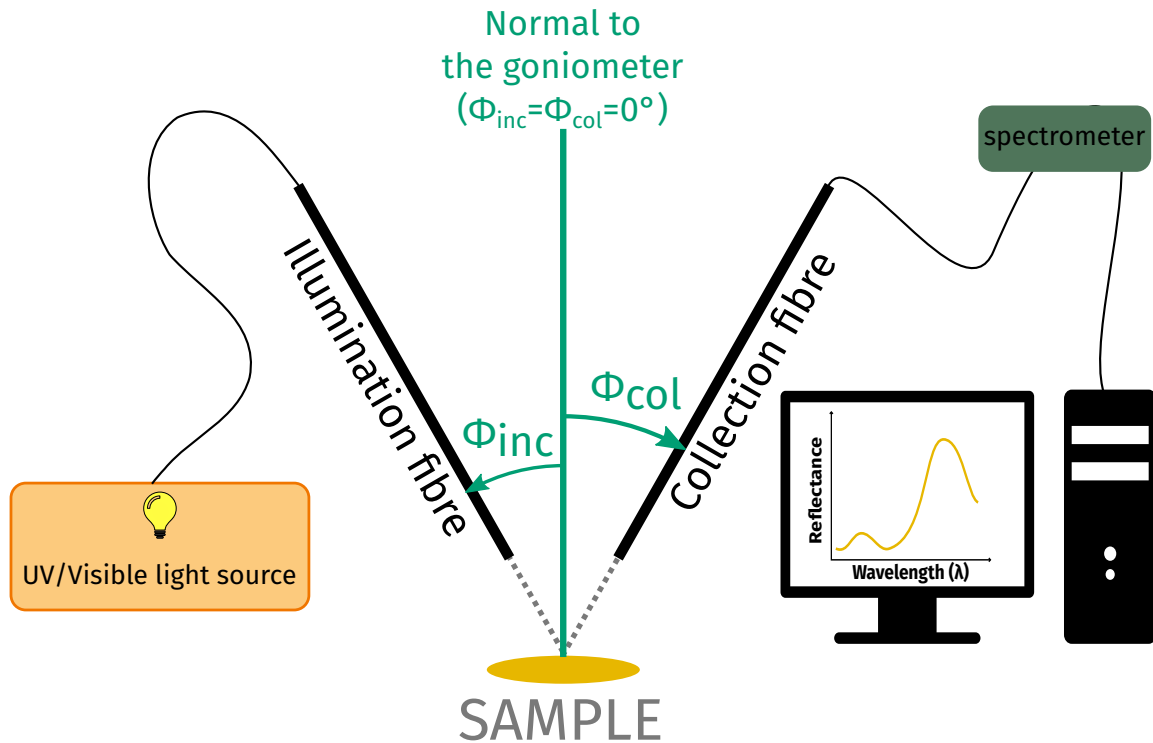 Normal to
the goniometer
(Φinc=Φcol=0°)
spectrometer
Illumination fibre
Collection fibre
Φcol
Φinc
Reflectance
Wavelength (λ)
UV/Visible light source
SAMPLE